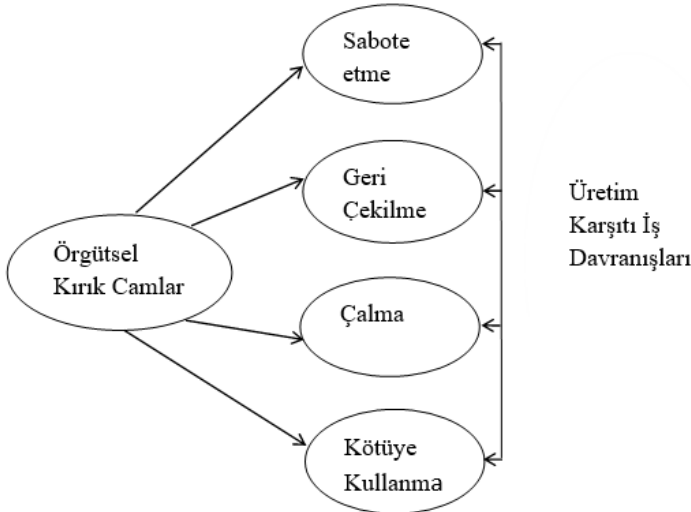 Sabote
etme
Geri
Çekilme
Örgütsel
Kırık Camlar
Çalma
Kötüye
Kullanma
Üretim
Karşıtı İş
Davranışları